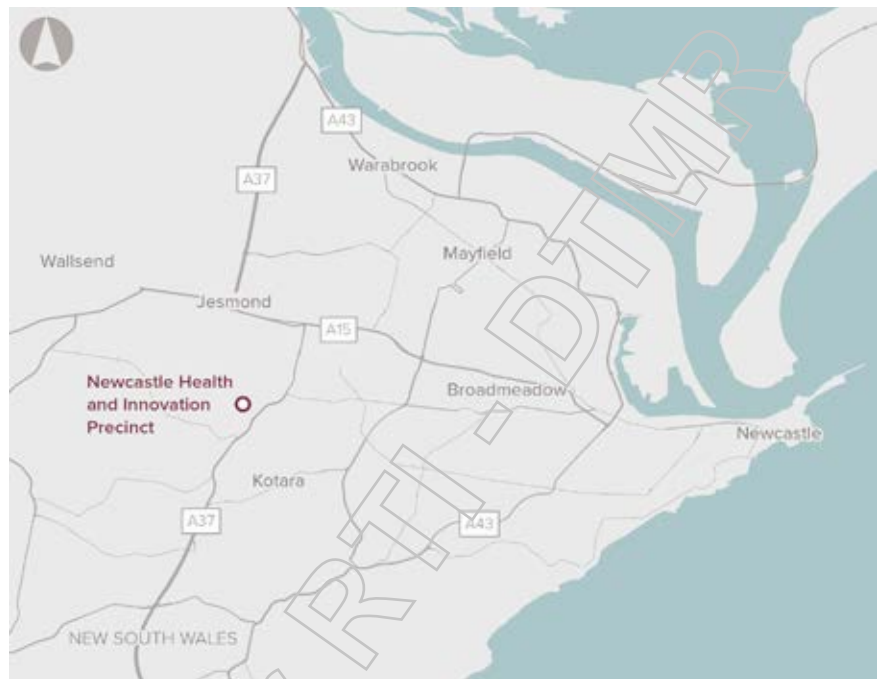 A43
Warabrook
A37
Mayfield
Wallsend
Jesmond
A15
Newcastle Health
and Innovation
Precinct
Broadmeadow
Newcastle
Kotara
A37
A43
NEW SOUTH WALES
RTI - DTMR